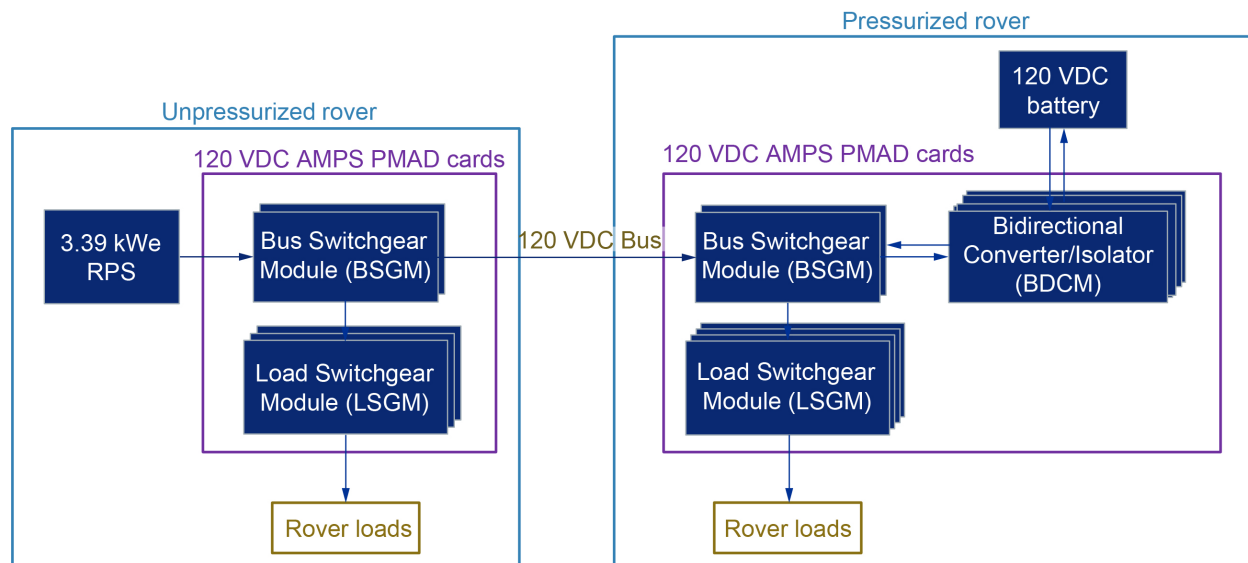 Pressurized rover
Unpressurized rover
120 VDC
battery
120 VDC AMPS PMAD cards
120 VDC AMPS PMAD cards
3.39 kWe
RPS
Bus Switchgear
Module (BSGM)
120 VDC Bus
Bus Switchgear
Module (BSGM)
Bidirectional
Converter/Isolator
(BDCM)
Load Switchgear
Module (LSGM)
Load Switchgear
Module (LSGM)
Rover loads
Rover loads